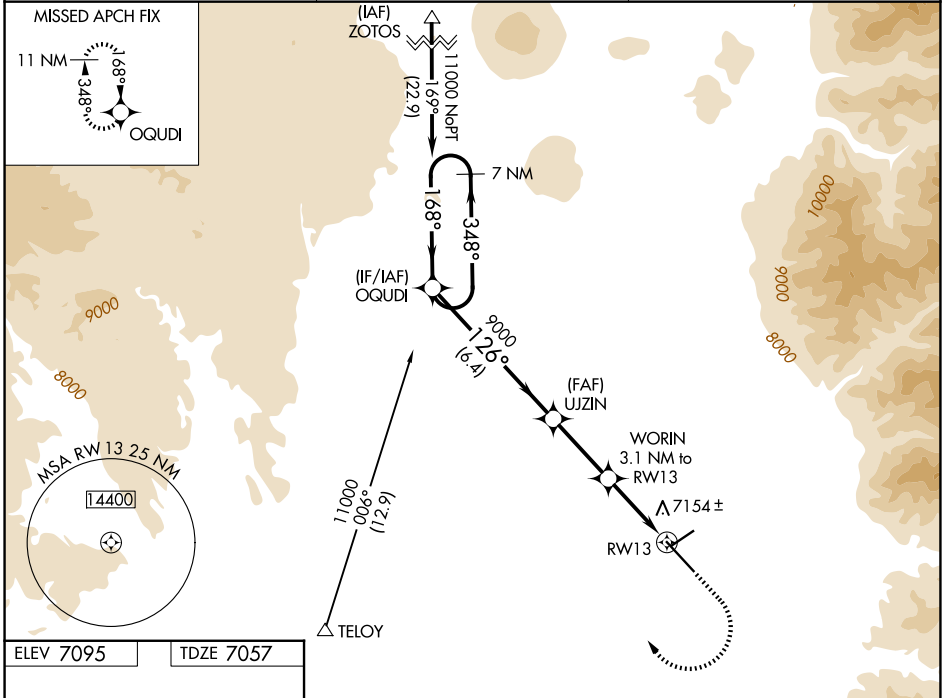 MISSED APCH FIX
11 NM
168°
348°
OQUDI
(IAF)
ZOTOS
11000 NoPT
169°
(22.9)
7 NM
168°
348°
(IF/IAF)
OQUDI
9000
126°
(6.4)
(FAF)
UJZIN
WORIN
3.1 NM to
RW13
7154 ±
RW13
11000
006°
(12.9)
TELOY
10000
9000
8000
9000
8000
MSA RW 13 25 NM
14400
ELEV 7095
TDZE 7057